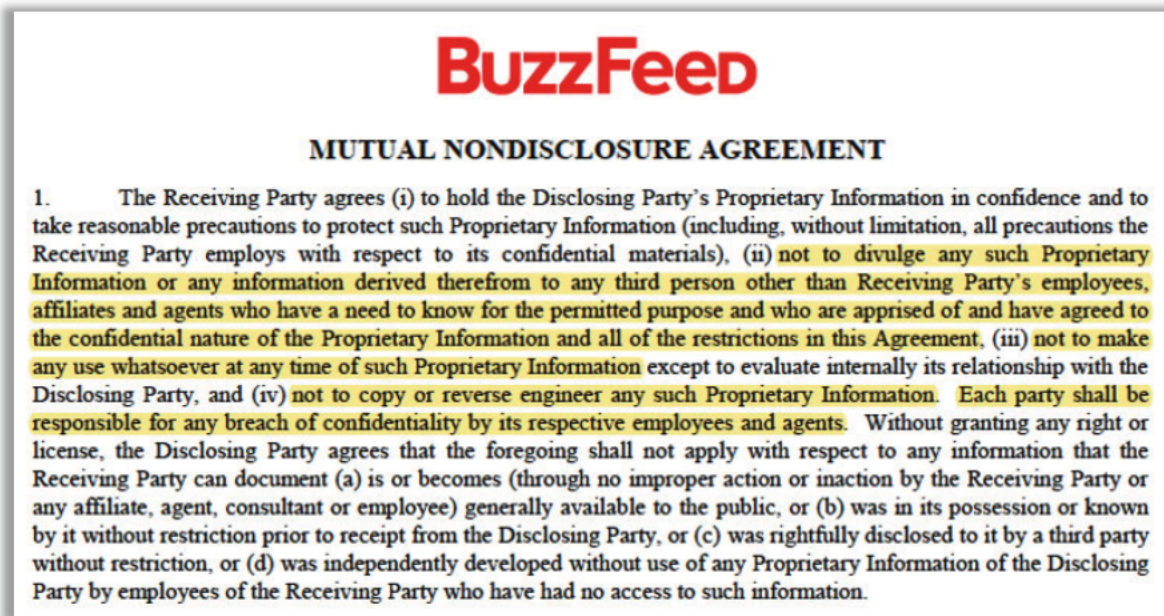 BuzzFeed
MUTUAL NONDISCLOSURE AGREEMENT
1. The Receiving Party agrees (i) to hold the Disclosing Party's Proprietary Information in confidence and to
take reasonable precautions to protect such Proprietary Information (including, without limitation, all precautions the
Receiving Party employs with respect to its confidential materials), (ii) not to divulge any such Proprietary
Information or any information derived therefrom to any third person other than Receiving Party's employees,
affiliates and agents who have a need to know for the permitted purpose and who are apprised of and have agreed to
the confidential nature of the Proprietary Information and all of the restrictions in this Agreement, (iii) not to make
any use whatsoever at any time of such Proprietary Information except to evaluate internally its relationship with the
Disclosing Party, and (iv) not to copy or reverse engineer any such Proprietary Information. Each party shall be
responsible for any breach of confidentiality by its respective employees and agents. Without granting any right or
license, the Disclosing Party agrees that the foregoing shall not apply with respect to any information that the
Receiving Party can document (a) is or becomes (through no improper action or inaction by the Receiving Party or
any affiliate, agent, consultant or employee) generally available to the public, or (b) was in its possession or known
by it without restriction prior to receipt from the Disclosing Party, or (c) was rightfully disclosed to it by a third party
without restriction, or (d) was independently developed without use of any Proprietary Information of the Disclosing
Party by employees of the Receiving Party who have had no access to such information.